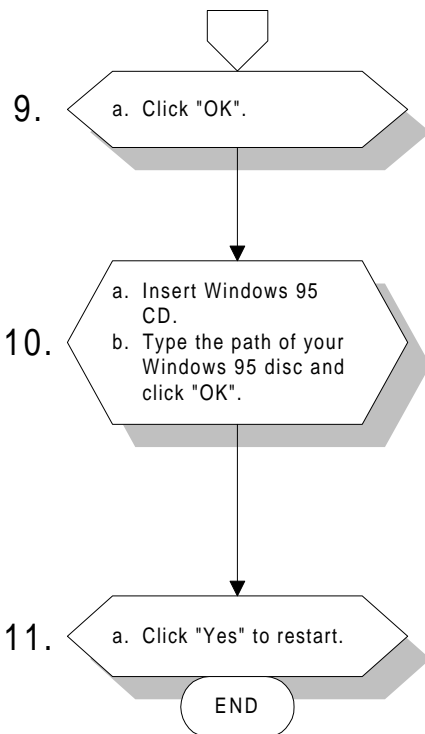 9.
a. Click "OK".
10.
a. Insert Windows 95
CD.
b. Type the path of your
Windows 95 disc and
click "OK".
11.
a. Click "Yes" to restart.
END